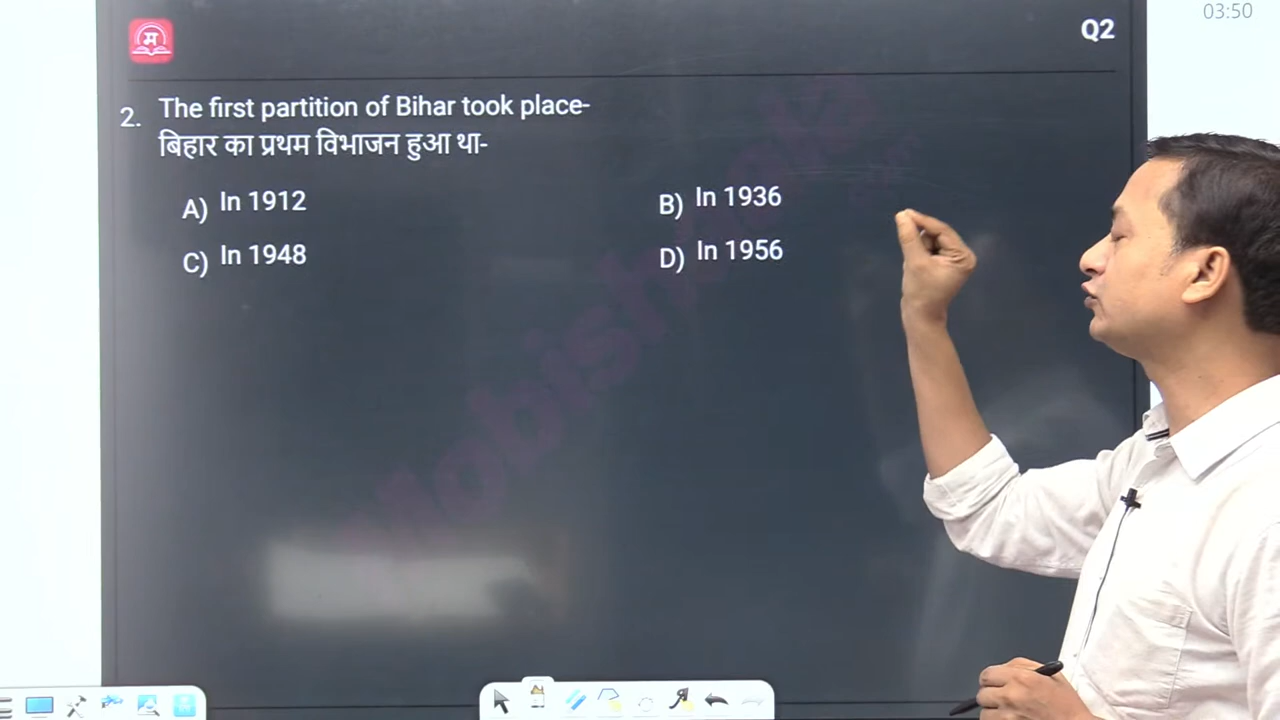 03:50
म
Q2
2. The first partition of Bihar took place-
बिहार का प्रथम विभाजन हुआ था-
A) In 1912
B) In 1936
C) In 1948
D) In 1956